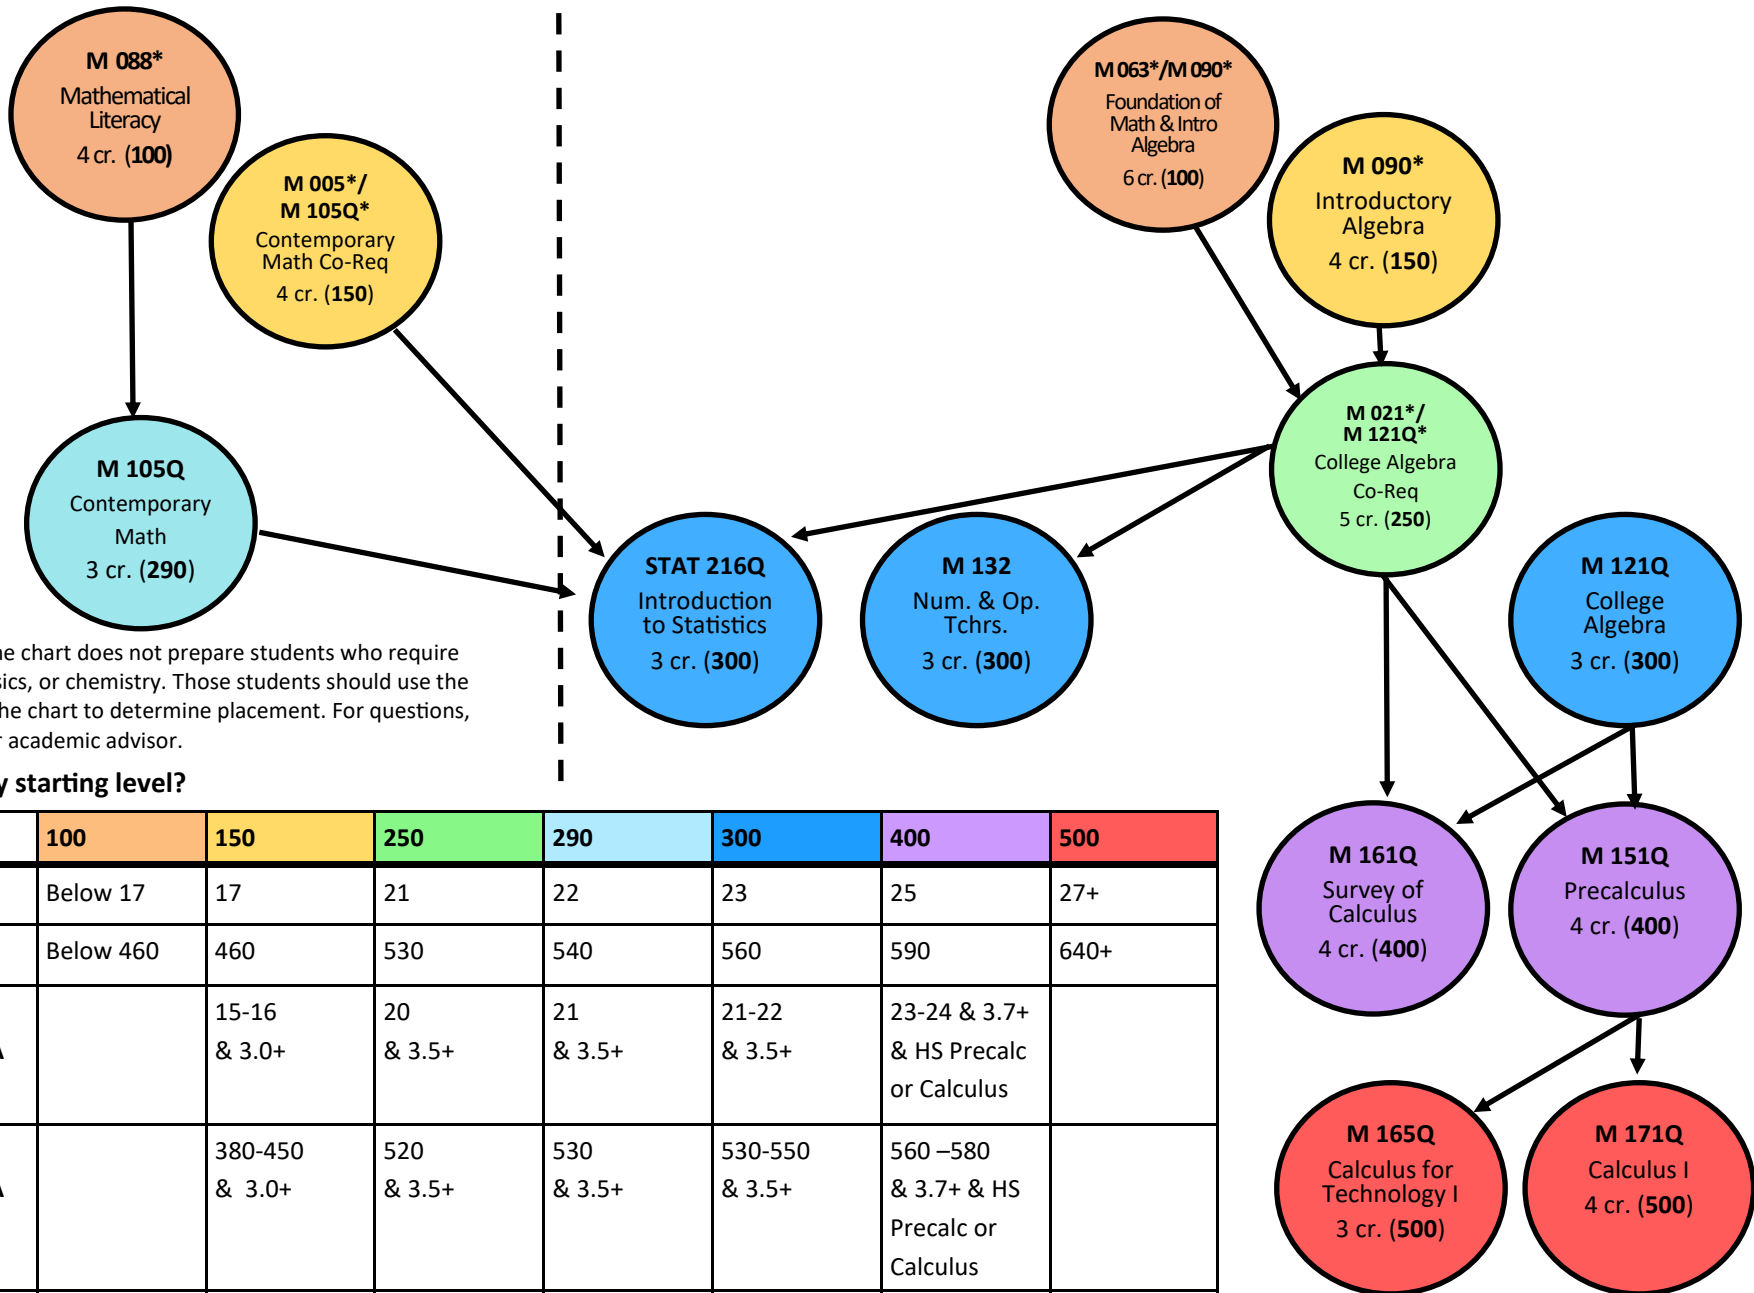 M 088*
Mathematical
Literacy
4 cr. (100)
M 005*/
M 105Q*
Contemporary
Math Co-Req
4 cr. (150)
M 105Q
Contemporary
Math
3 cr. (290)
M 063*/M 090*
Foundation of
Math & Intro
Algebra
6 cr. (100)
M 090*
Introductory
Algebra
4 cr. (150)
M 021*/
M 121Q*
College Algebra
Co-Req
5 cr. (250)
STAT 216Q
Introduction
to Statistics
3 cr. (300)
M 132
Num. & Op.
Tchrs.
3 cr. (300)
M 121Q
College
Algebra
3 cr. (300)
M 161Q
Survey of
Calculus
4 cr. (400)
M 151Q
Precalculus
4 cr. (400)
M 165Q
Calculus for
Technology I
3 cr. (500)
M 171Q
Calculus I
4 cr. (500)
chart does not prepare students who require
or chemistry. Those students should use the
chart to determine placement. For questions,
academic advisor.
starting level?
100 150 250 290 300 400 500
Below 17 17 21 22 23 25 27+
Below 460 460 530 540 560 590 640+
15-16 20 21 21-22 23-24 & 3.7+
& 3.0+ & 3.5+ & 3.5+ & 3.5+ & HS Precalc
or Calculus
380-450 520 530 530-550 560 –580
& 3.0+ & 3.5+ & 3.5+ & 3.5+ & 3.7+ & HS
Precalc or
Calculus